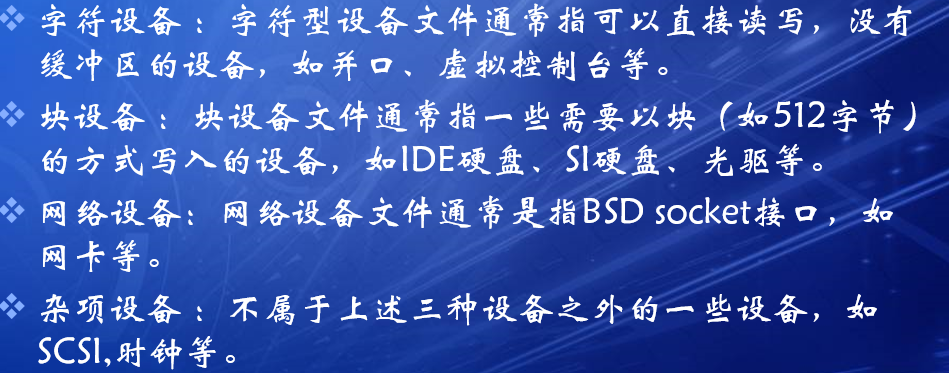 字符设备：字符型设备文件通常指可以直接读写，没有
缓冲区的设备，如并口、虚拟控制台等。
块设备：块设备文件通常指一些需要以块（如512字节）
的方式写入的设备，如IDE硬盘、SI硬盘、光驱等。
网络设备：网络设备文件通常是指BSD socket接口，如
网卡等。
杂项设备：不属于上述三种设备之外的一些设备，如
SCSI,时钟等。